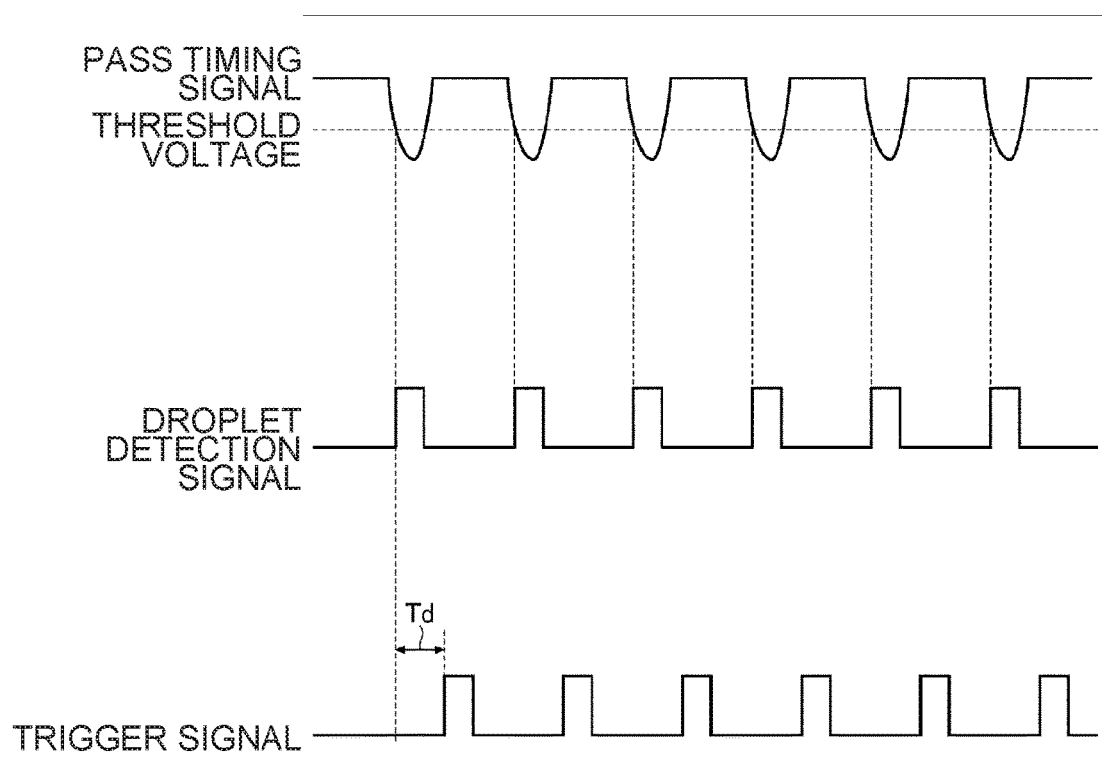 PASS TIMING
SIGNAL
THRESHOLD
VOLTAGE
DROPLET
DETECTION
SIGNAL
Td
TRIGGER SIGNAL